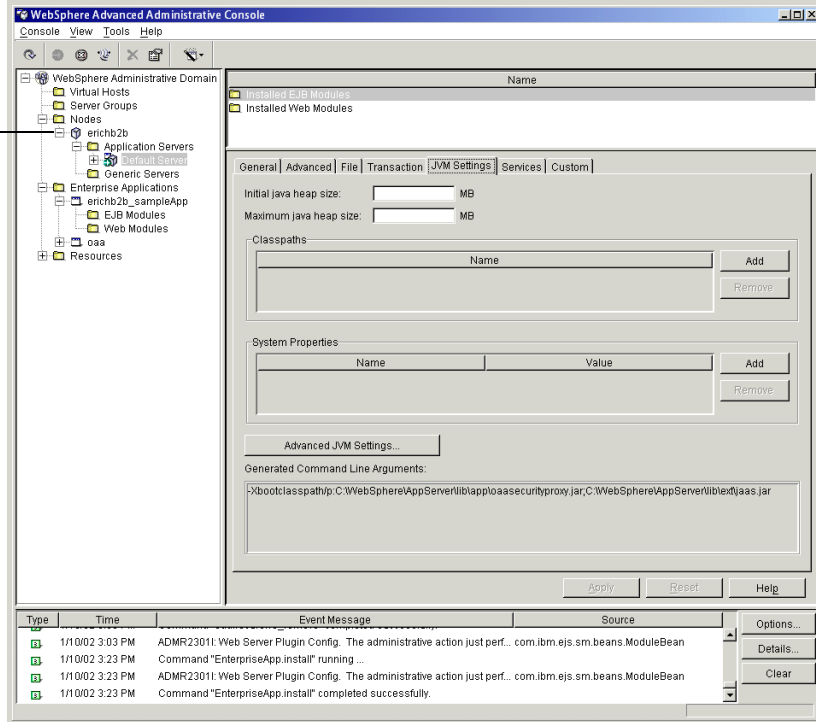 WebSphere Advanced Administrative Console
Console View Tools Help
WebSphere Administrative Domain
Virtual Hosts
Server Groups
Nodes
erichb2b
Application Servers
Default Server
Generic Servers
Enterprise Applications
erichb2b_sampleApp
EJB Modules
Web Modules
oaa
Resources
Name
Installed EJB Modules
Installed Web Modules
General Advanced File Transaction JVM Settings Services Custom
Initial java heap size: MB
Maximum java heap size: MB
Classpaths
Name
Add
Remove
System Properties
Name Value
Add
Remove
Advanced JVM Settings...
Generated Command Line Arguments:
-Xbootclasspath/p:C:\WebSphere\AppServer\lib\app\oaasecurityproxy.jar;C:\WebSphere\AppServer\lib\ext\jaas.jar
Apply Reset Help
Type Time Event Message Source
1/10/02 3:03 PM ADMR2301I: Web Server Plugin Config. The administrative action just perf... com.ibm.ejs.sm.beans.ModuleBean
1/10/02 3:23 PM Command "EnterpriseApp.install" running ...
1/10/02 3:23 PM ADMR2301I: Web Server Plugin Config. The administrative action just perf... com.ibm.ejs.sm.beans.ModuleBean
1/10/02 3:23 PM Command "EnterpriseApp.install" completed successfully.
Options...
Details...
Clear